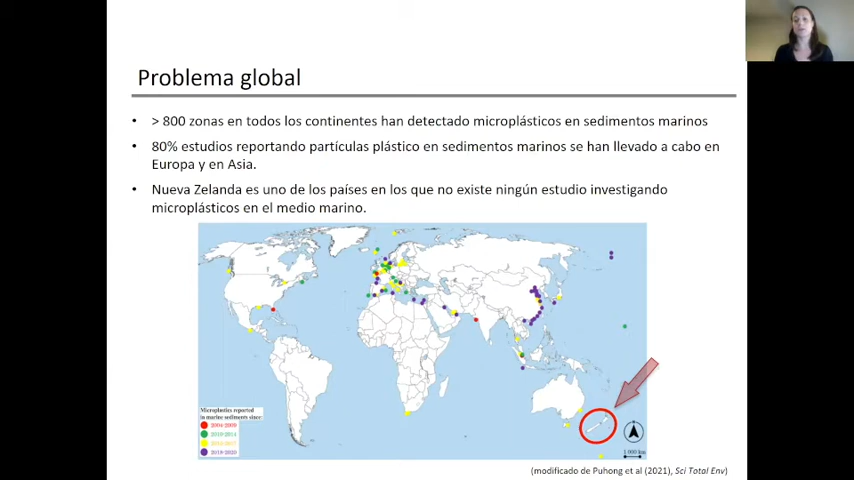 Problema global
• > 800 zonas en todos los continentes han detectado microplásticos en sedimentos marinos
• 80% estudios reportando partículas plástico en sedimentos marinos se han llevado a cabo en
Europa y en Asia.
• Nueva Zelanda es uno de los países en los que no existe ningún estudio investigando
microplásticos en el medio marino.
Microplastics reported
in marine sediments since:
2004-2009
2010-2014
2018-2020
1 000 km
(modificado de Puhong et al (2021), Sci Total Env)